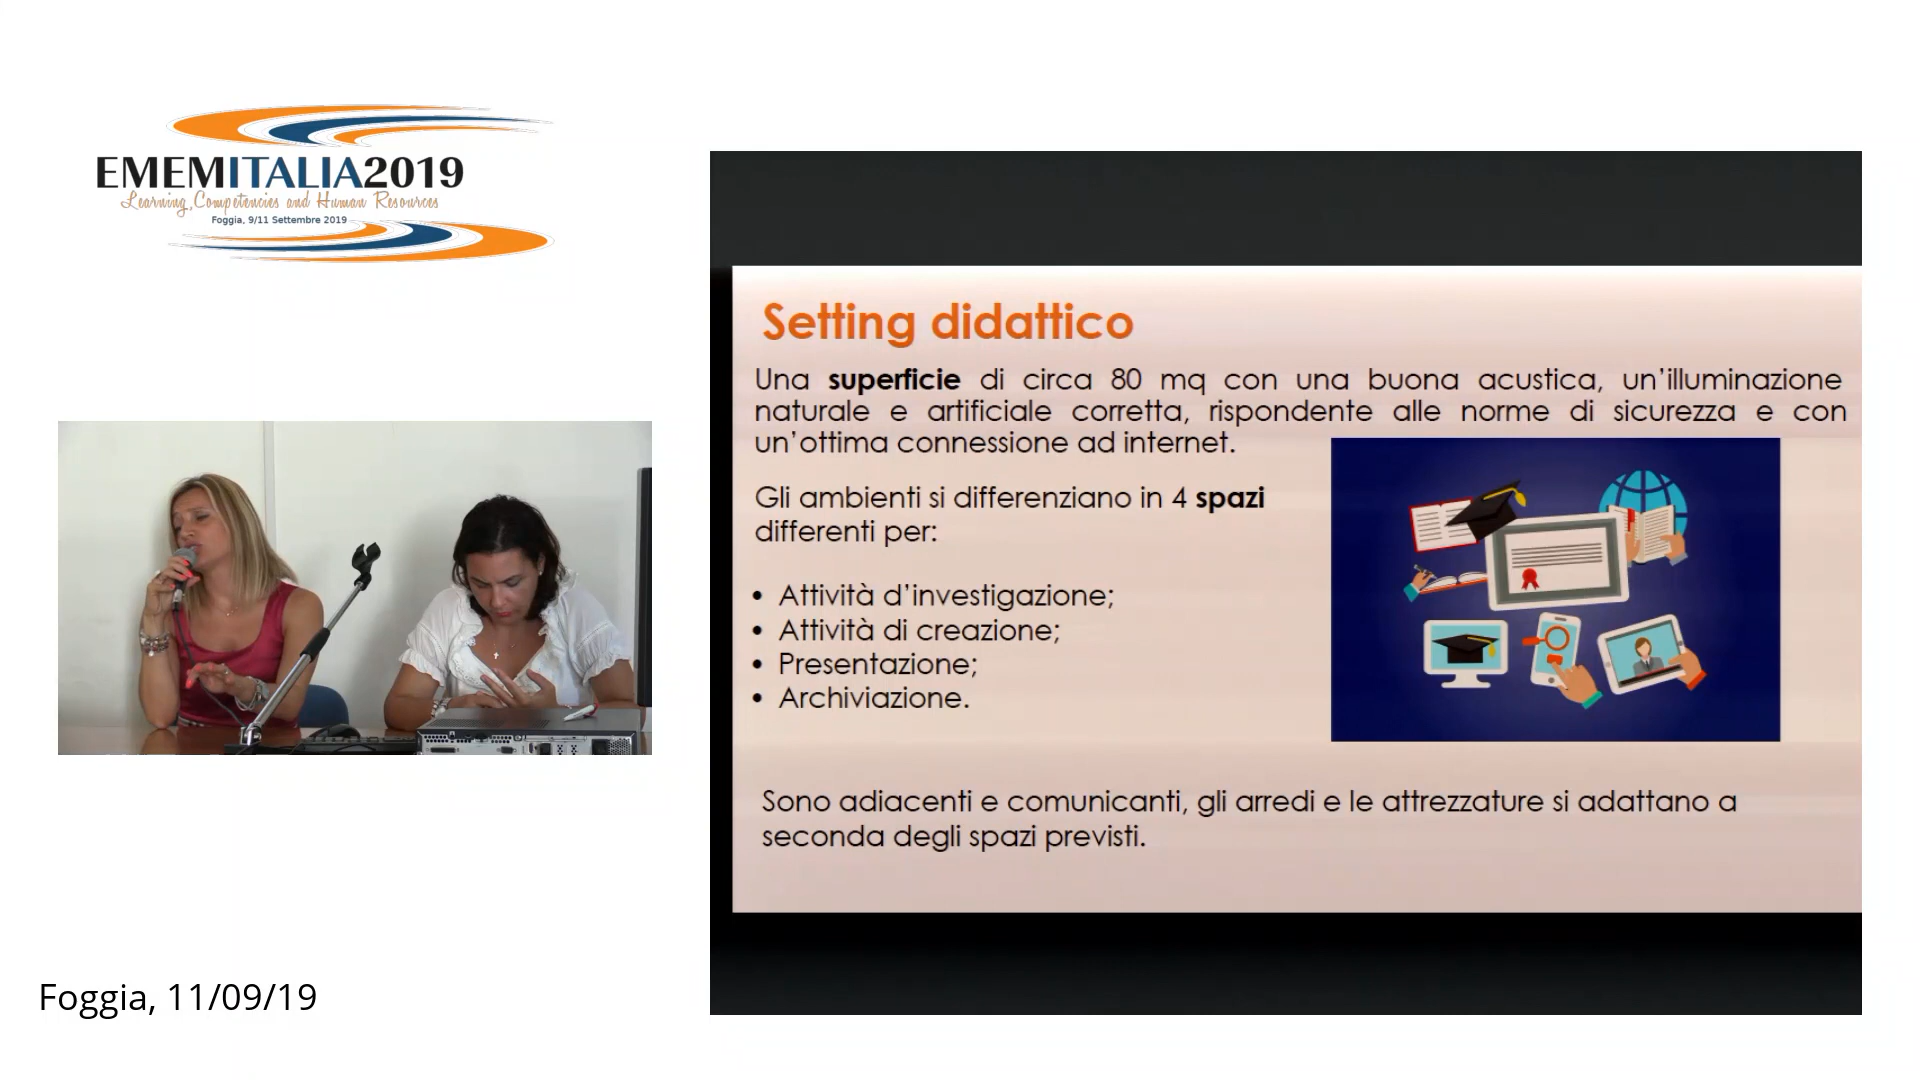 EMEMITALIA2019
Learning, Competencies and Human Resources
Foggia, 9/11 Settembre 2019
Setting didattico
Una superficie di circa 80 mq con una buona acustica, un’illuminazione
naturale e artificiale corretta, rispondente alle norme di sicurezza e con
un’ottima connessione ad internet.
Gli ambienti si differenziano in 4 spazi
differenti per:
• Attività d’investigazione;
• Attività di creazione;
• Presentazione;
• Archiviazione.
Sono adiacenti e comunicanti, gli arredi e le attrezzature si adattano a
seconda degli spazi previsti.
Foggia, 11/09/19